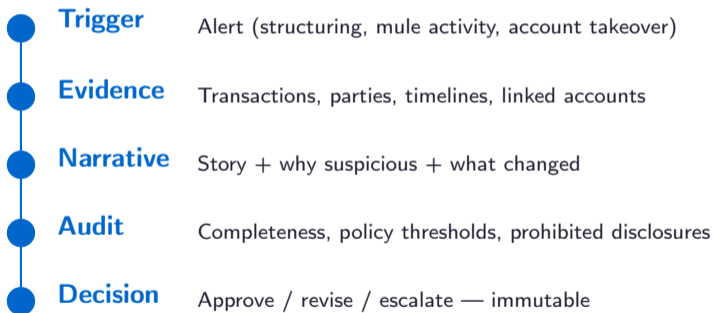 Trigger Alert (structuring, mule activity, account takeover)
Evidence Transactions, parties, timelines, linked accounts
Narrative Story + why suspicious + what changed
Audit Completeness, policy thresholds, prohibited disclosures
Decision Approve / revise / escalate — immutable